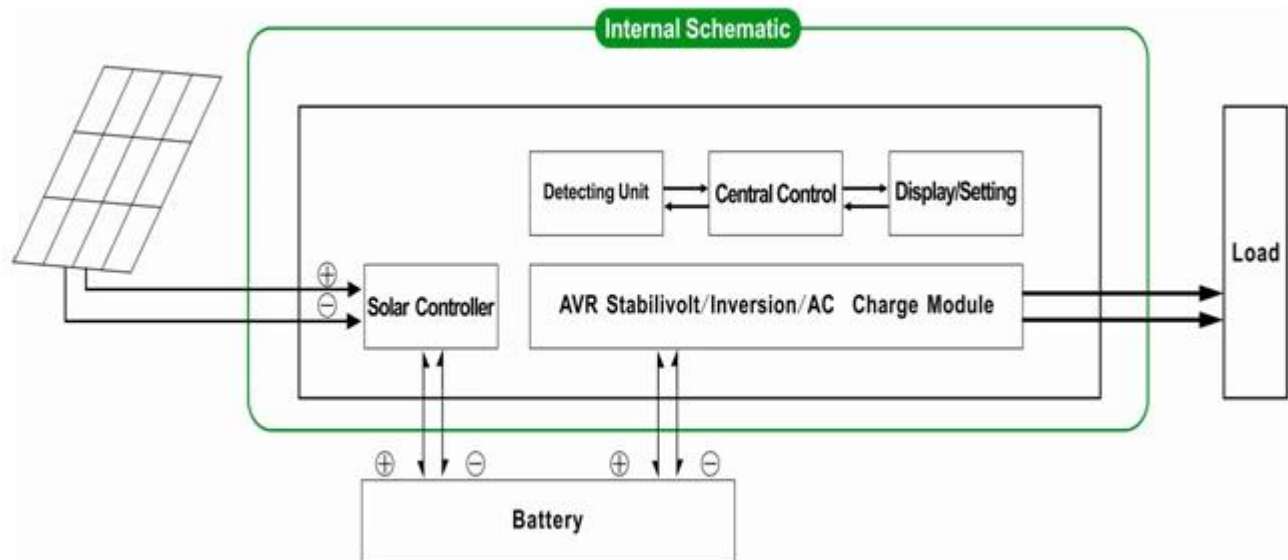 Internal Schematic
Detecting Unit
Central Control
Display/Setting
Load
⊕
⊖
Solar Controller
AVR Stabilivolt/Inversion/AC Charge Module
⊕ ⊖ ⊕ ⊖
Battery